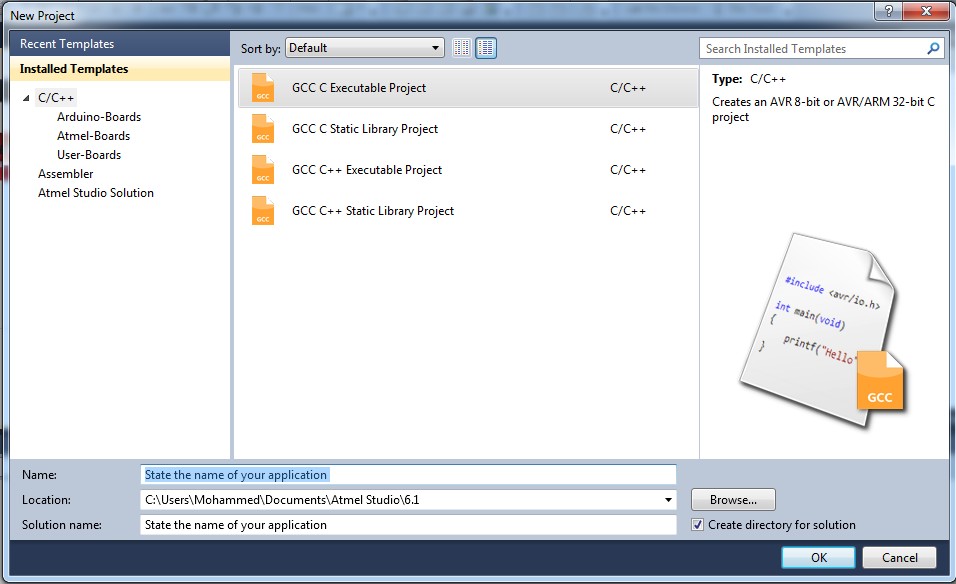 New Project
Recent Templates
Installed Templates
C/C++
Arduino-Boards
Atmel-Boards
User-Boards
Assembler
Atmel Studio Solution
Sort by: Default
Search Installed Templates
GCC GCC C Executable Project C/C++
GCC GCC C Static Library Project C/C++
GCC GCC C++ Executable Project C/C++
GCC GCC C++ Static Library Project C/C++
Type: C/C++
Creates an AVR 8-bit or AVR/ARM 32-bit C
project
#include <avr/io.h>
int main(void)
{
printf("Hello"
}
GCC
Name: State the name of your application
Location: C:\Users\Mohammed\Documents\Atmel Studio\6.1 Browse...
Solution name: State the name of your application Create directory for solution
OK Cancel